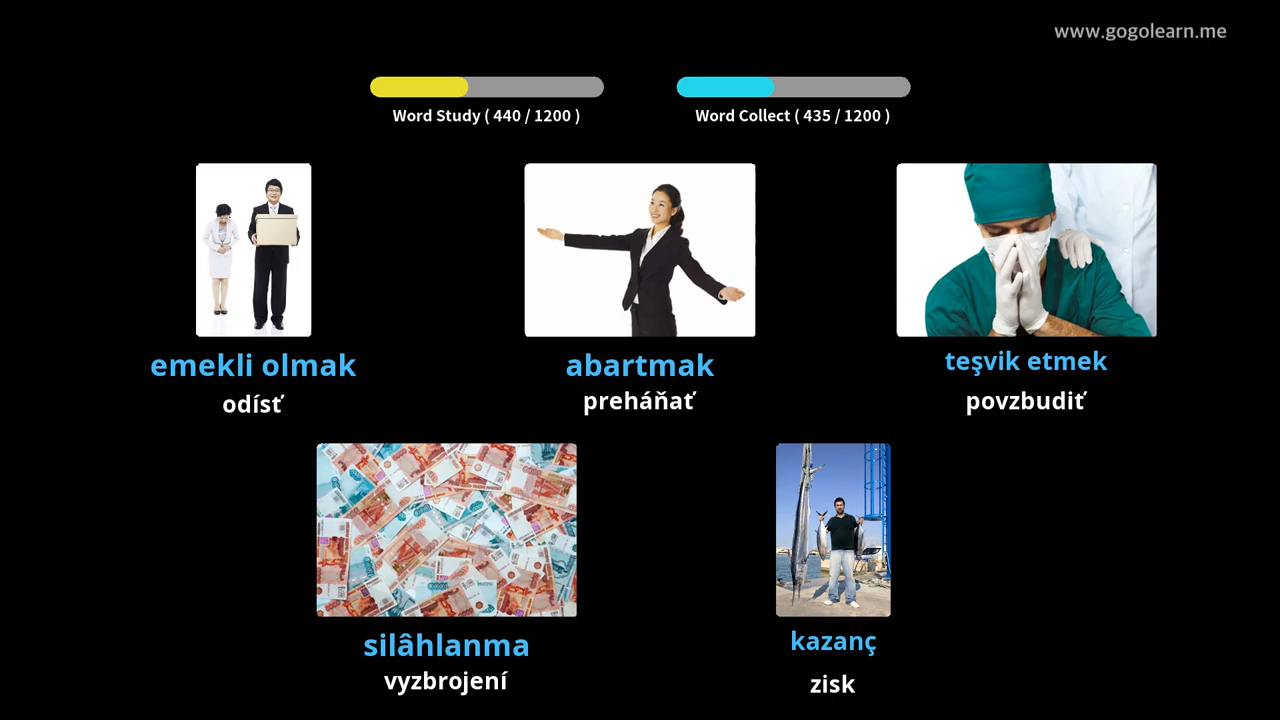 www.gogolearn.me
Word Study ( 440 / 1200 )
Word Collect ( 435 / 1200 )
emekli olmak
odísť
abartmak
preháňať
teşvik etmek
povzbudiť
silâhlanma
vyzbrojení
kazanç
zisk